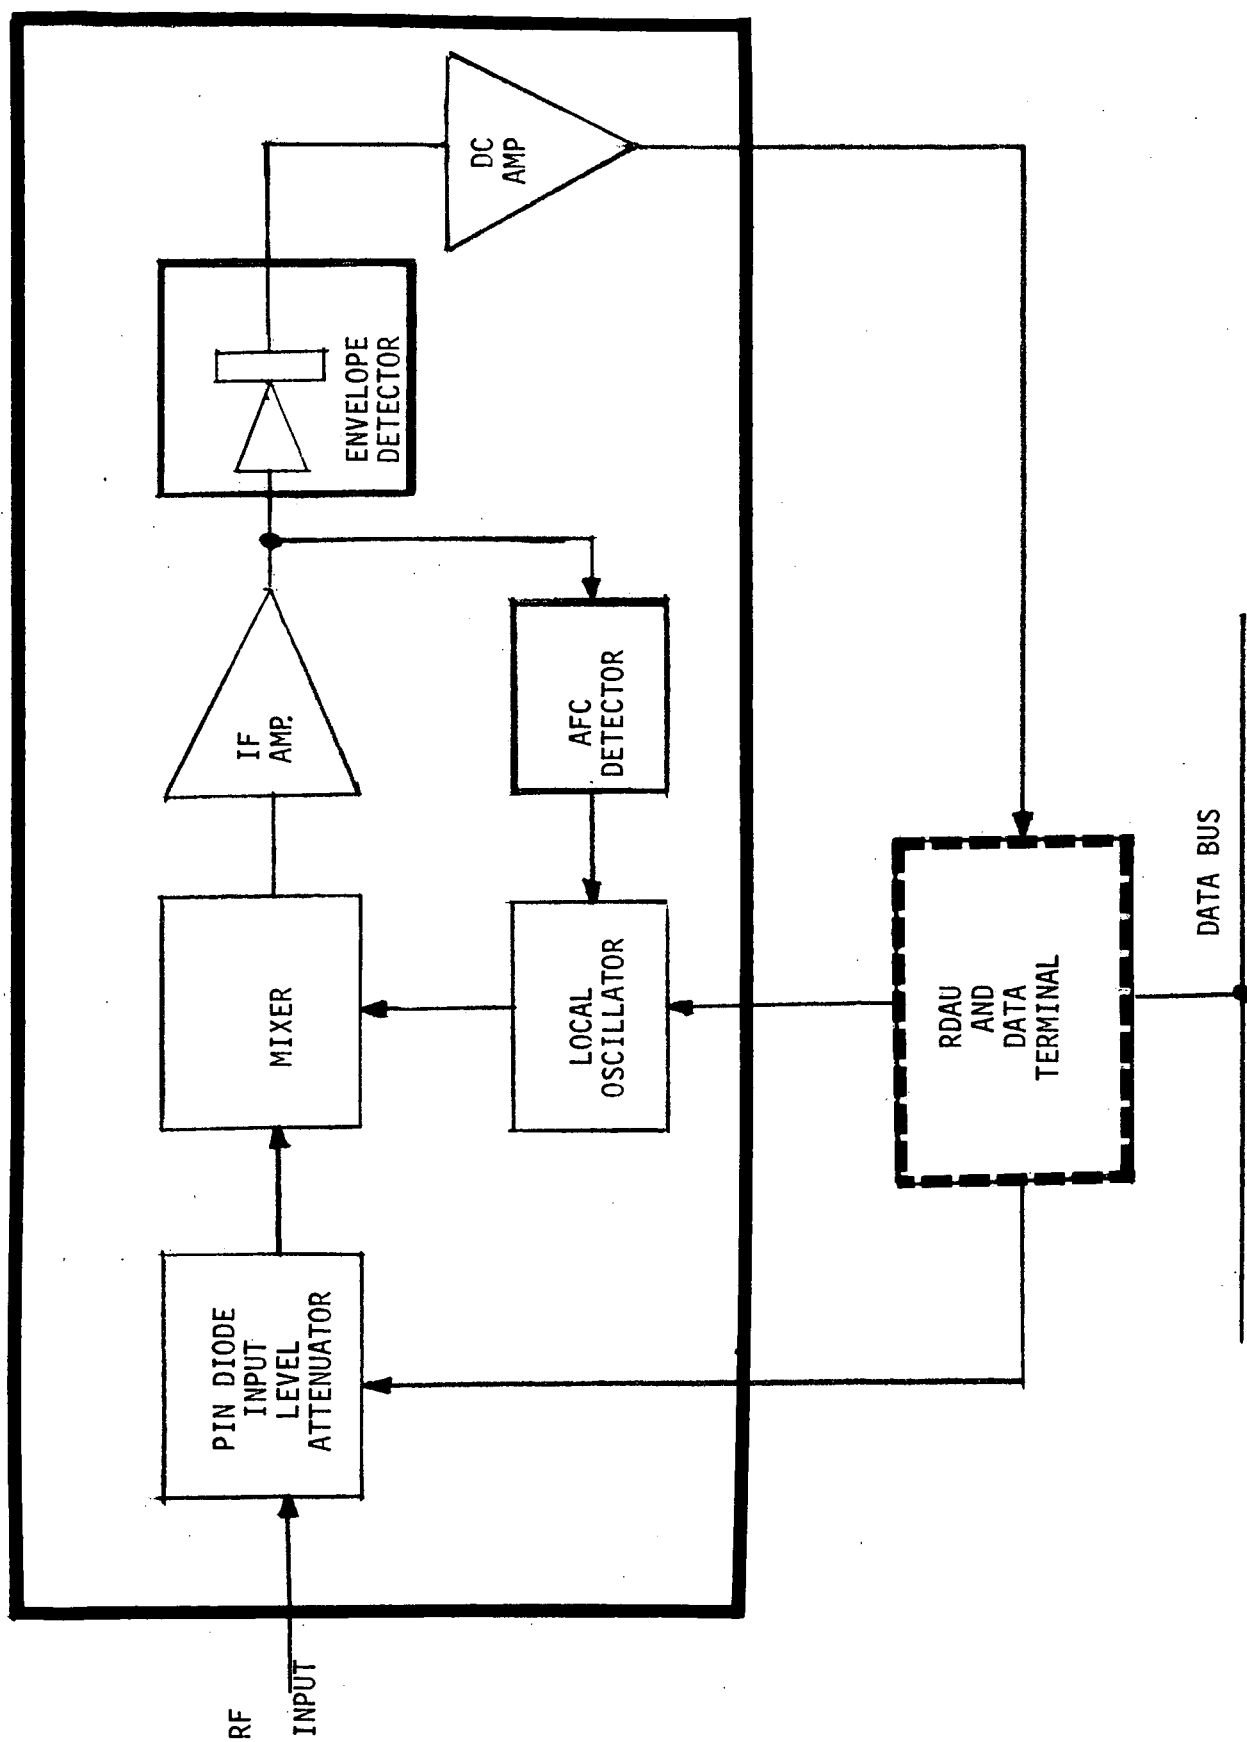 RF
INPUT
PIN DIODE
INPUT
LEVEL
ATTENUATOR
MIXER
IF
AMP.
ENVELOPE
DETECTOR
DC
AMP
LOCAL
OSCILLATOR
AFC
DETECTOR
RDAU
AND
DATA
TERMINAL
DATA BUS